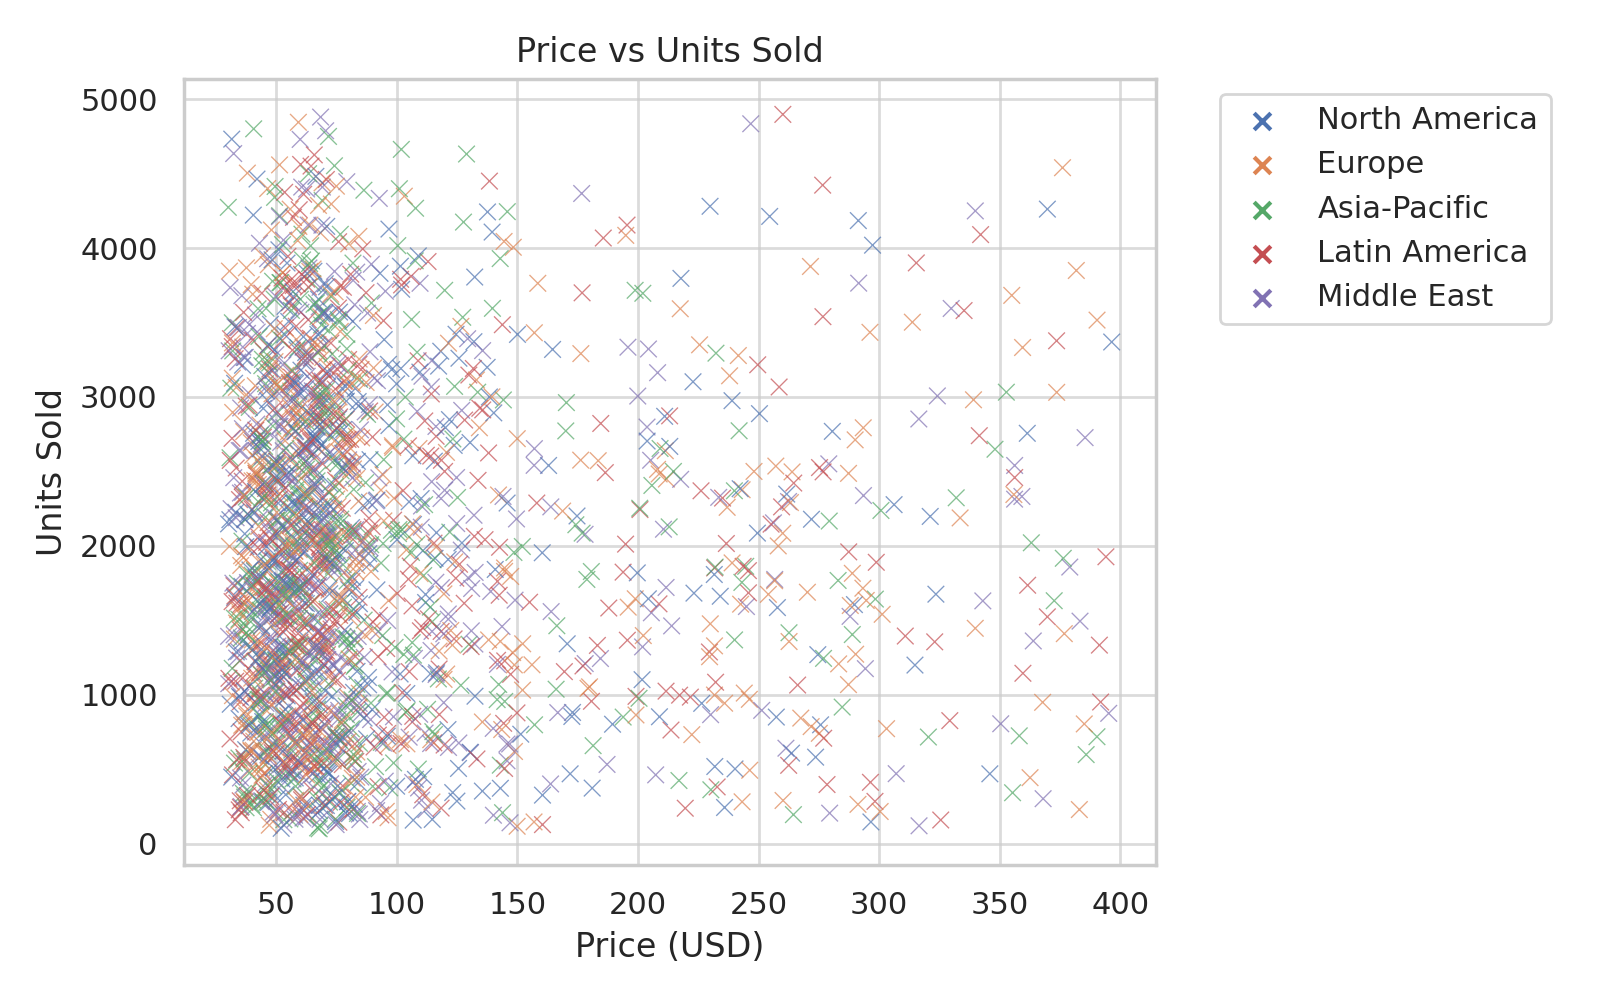 Price vs Units Sold
5000
4000
3000
2000
1000
0
Units Sold
50 100 150 200 250 300 350 400
Price (USD)
North America
Europe
Asia-Pacific
Latin America
Middle East